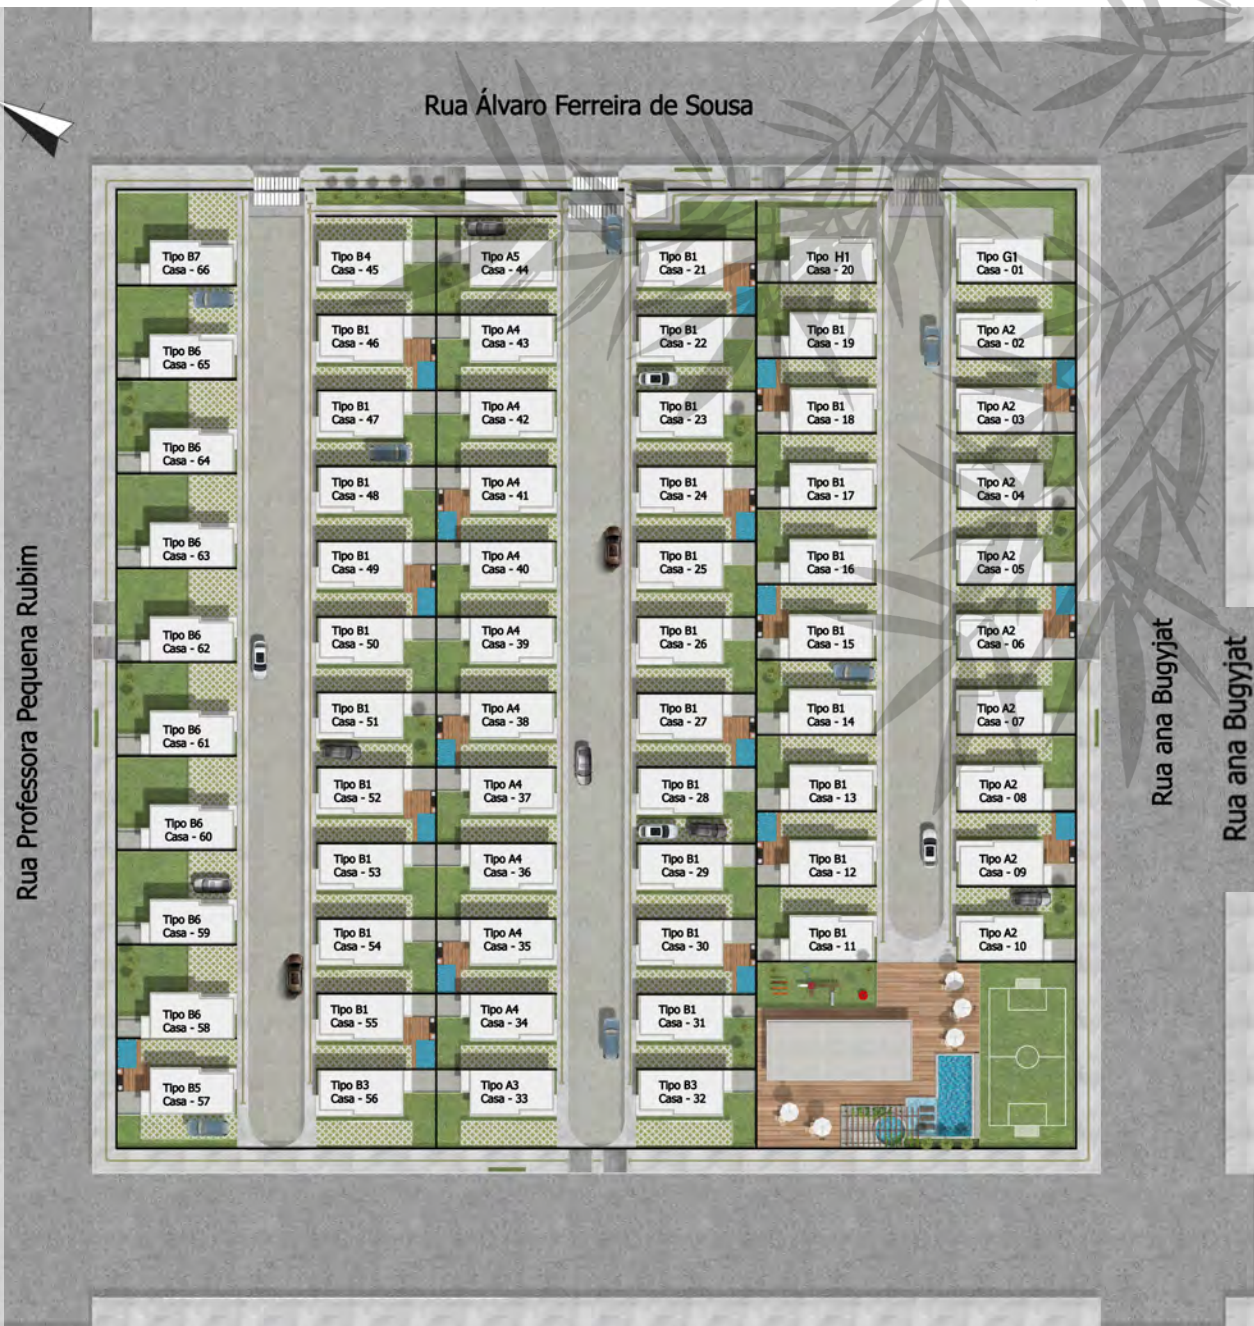 Rua Álvaro Ferreira de Sousa
Rua Professora Pequena Rubim
Tipo B7
Casa - 66
Tipo B6
Casa - 65
Tipo B6
Casa - 64
Tipo B6
Casa - 63
Tipo B6
Casa - 62
Tipo B6
Casa - 61
Tipo B6
Casa - 60
Tipo B6
Casa - 59
Tipo B6
Casa - 58
Tipo B5
Casa - 57
Tipo B4
Casa - 45
Tipo B1
Casa - 46
Tipo B1
Casa - 47
Tipo B1
Casa - 48
Tipo B1
Casa - 49
Tipo B1
Casa - 50
Tipo B1
Casa - 51
Tipo B1
Casa - 52
Tipo B1
Casa - 53
Tipo B1
Casa - 54
Tipo B1
Casa - 55
Tipo B3
Casa - 56
Tipo A5
Casa - 44
Tipo A4
Casa - 43
Tipo A4
Casa - 42
Tipo A4
Casa - 41
Tipo A4
Casa - 40
Tipo A4
Casa - 39
Tipo A4
Casa - 38
Tipo A4
Casa - 37
Tipo A4
Casa - 36
Tipo A4
Casa - 35
Tipo A4
Casa - 34
Tipo A3
Casa - 33
Tipo B1
Casa - 21
Tipo B1
Casa - 22
Tipo B1
Casa - 23
Tipo B1
Casa - 24
Tipo B1
Casa - 25
Tipo B1
Casa - 26
Tipo B1
Casa - 27
Tipo B1
Casa - 28
Tipo B1
Casa - 29
Tipo B1
Casa - 30
Tipo B1
Casa - 31
Tipo B3
Casa - 32
Tipo H1
Casa - 20
Tipo B1
Casa - 19
Tipo B1
Casa - 18
Tipo B1
Casa - 17
Tipo B1
Casa - 16
Tipo B1
Casa - 15
Tipo B1
Casa - 14
Tipo B1
Casa - 13
Tipo B1
Casa - 12
Tipo B1
Casa - 11
Tipo G1
Casa - 01
Tipo A2
Casa - 02
Tipo A2
Casa - 03
Tipo A2
Casa - 04
Tipo A2
Casa - 05
Tipo A2
Casa - 06
Tipo A2
Casa - 07
Tipo A2
Casa - 08
Tipo A2
Casa - 09
Tipo A2
Casa - 10
Rua ana Bugyjat
Rua ana Bugyjat